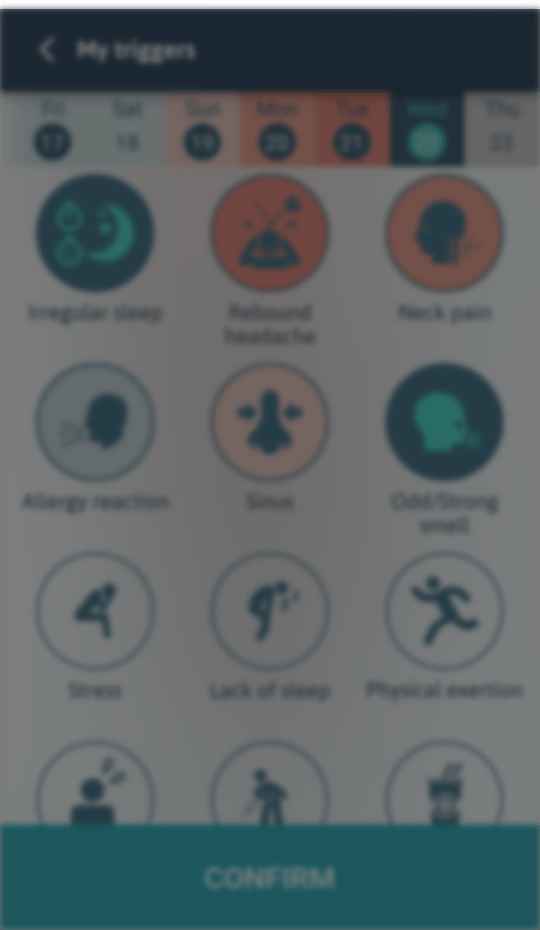 My triggers
Fri Sat Sun Mon Tue Wed Thu
17 18 19 20 21 22 23
Irregular sleep Rebound Neck pain
headache
Allergy reaction Sinus Odd/Strong
smell
Stress Lack of sleep Physical exertion
CONFIRM